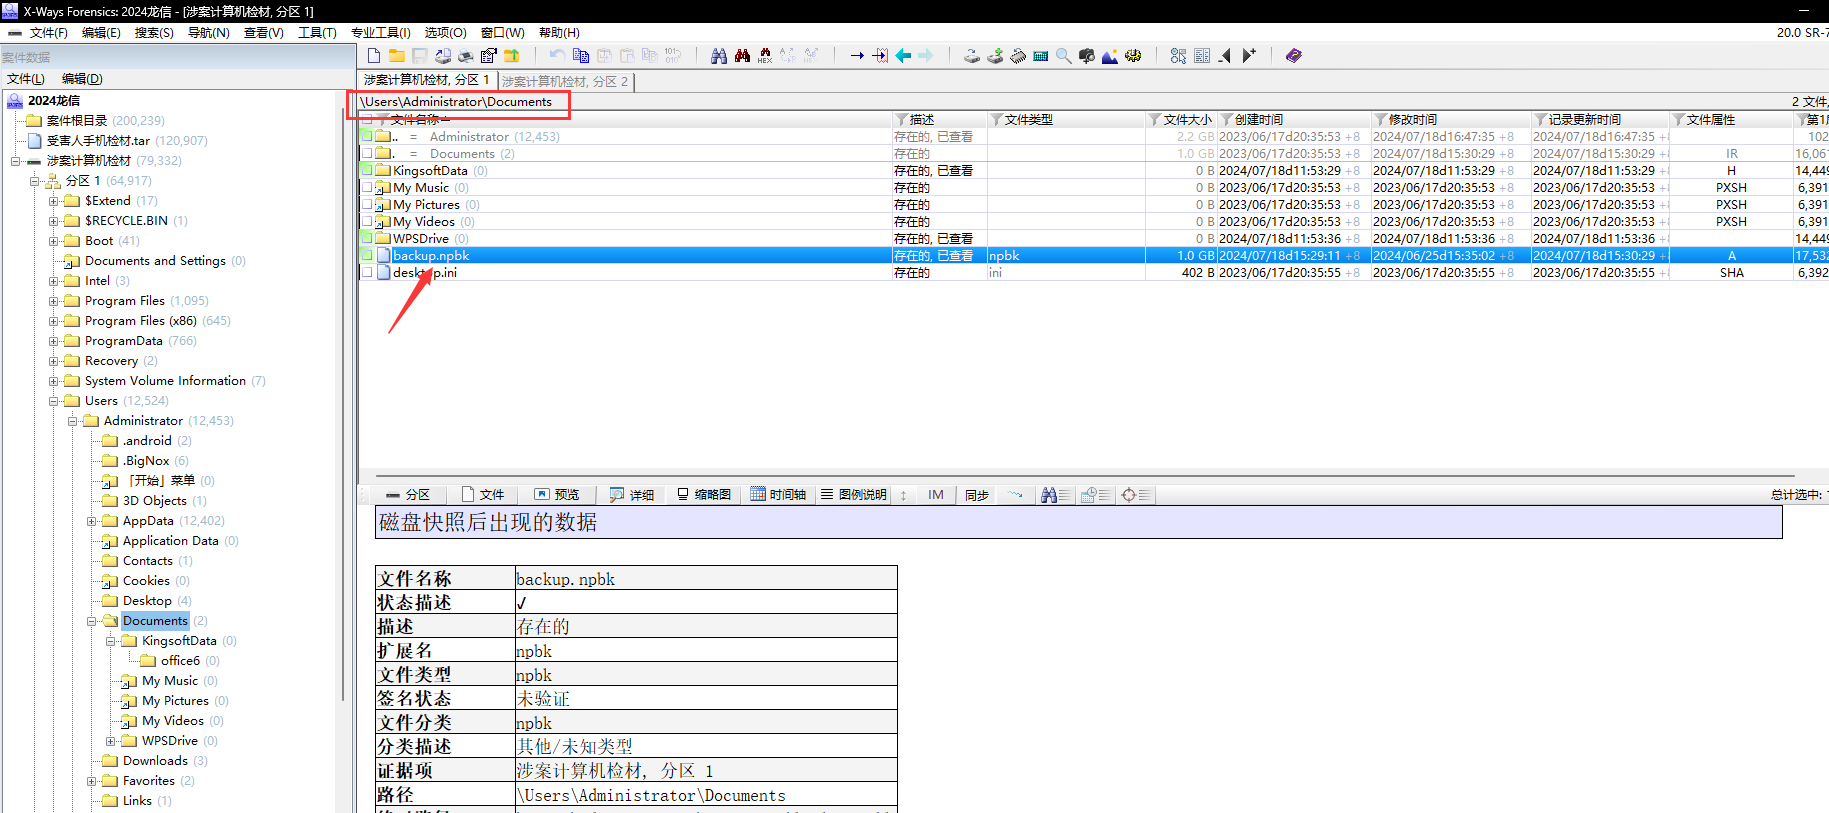 X-Ways Forensics: 2024龙信 - [涉案计算机检材, 分区 1]
文件(F) 编辑(E) 搜索(S) 导航(N) 查看(V) 工具(T) 专业工具(I) 选项(O) 窗口(W) 帮助(H)
20.0 SR-7
案件数据
文件(L) 编辑(D)
2024龙信
案件根目录 (200,239)
受害人手机检材.tar (120,907)
涉案计算机检材 (79,332)
分区 1 (64,917)
$Extend (17)
$RECYCLE.BIN (1)
Boot (41)
Documents and Settings (0)
Intel (3)
Program Files (1,095)
Program Files (x86) (645)
ProgramData (766)
Recovery (2)
System Volume Information (7)
Users (12,524)
Administrator (12,453)
.android (2)
.BigNox (6)
「开始」菜单 (0)
3D Objects (1)
AppData (12,402)
Application Data (0)
Contacts (1)
Cookies (0)
Desktop (4)
Documents (2)
KingsoftData (0)
office6 (0)
My Music (0)
My Pictures (0)
My Videos (0)
WPSDrive (0)
Downloads (3)
Favorites (2)
Links (1)
涉案计算机检材, 分区 1 涉案计算机检材, 分区 2
\Users\Administrator\Documents
2 文件,
文件名称 描述 文件类型 文件大小 创建时间 修改时间 记录更新时间 文件属性 第1
.. = Administrator (12,453) 存在的, 已查看 2.2 GB 2023/06/17d20:35:53 +8 2024/07/18d16:47:35 +8 2024/07/18d16:47:35 +8 102
. = Documents (2) 存在的 1.0 GB 2023/06/17d20:35:53 +8 2024/07/18d15:30:29 +8 2024/07/18d15:30:29 +8 IR 16,061
KingsoftData (0) 存在的, 已查看 0 B 2024/07/18d11:53:29 +8 2024/07/18d11:53:29 +8 2024/07/18d11:53:29 +8 H 14,449
My Music (0) 存在的 0 B 2023/06/17d20:35:53 +8 2023/06/17d20:35:53 +8 2023/06/17d20:35:53 +8 PXSH 6,391
My Pictures (0) 存在的 0 B 2023/06/17d20:35:53 +8 2023/06/17d20:35:53 +8 2023/06/17d20:35:53 +8 PXSH 6,391
My Videos (0) 存在的 0 B 2023/06/17d20:35:53 +8 2023/06/17d20:35:53 +8 2023/06/17d20:35:53 +8 PXSH 6,391
WPSDrive (0) 存在的, 已查看 0 B 2024/07/18d11:53:36 +8 2024/07/18d11:53:36 +8 2024/07/18d11:53:36 +8 14,449
backup.npbk 存在的, 已查看 npbk 1.0 GB 2024/07/18d15:29:11 +8 2024/06/25d15:35:02 +8 2024/07/18d15:30:29 +8 A 17,532
desktop.ini 存在的 ini 402 B 2023/06/17d20:35:55 +8 2023/06/17d20:35:55 +8 2023/06/17d20:35:55 +8 SHA 6,392
分区 文件 预览 详细 缩略图 时间轴 图例说明 IM 同步
总计选中:
磁盘快照后出现的数据
文件名称 backup.npbk
状态描述 √
描述 存在的
扩展名 npbk
文件类型 npbk
签名状态 未验证
文件分类 npbk
分类描述 其他/未知类型
证据项 涉案计算机检材, 分区 1
路径 \Users\Administrator\Documents